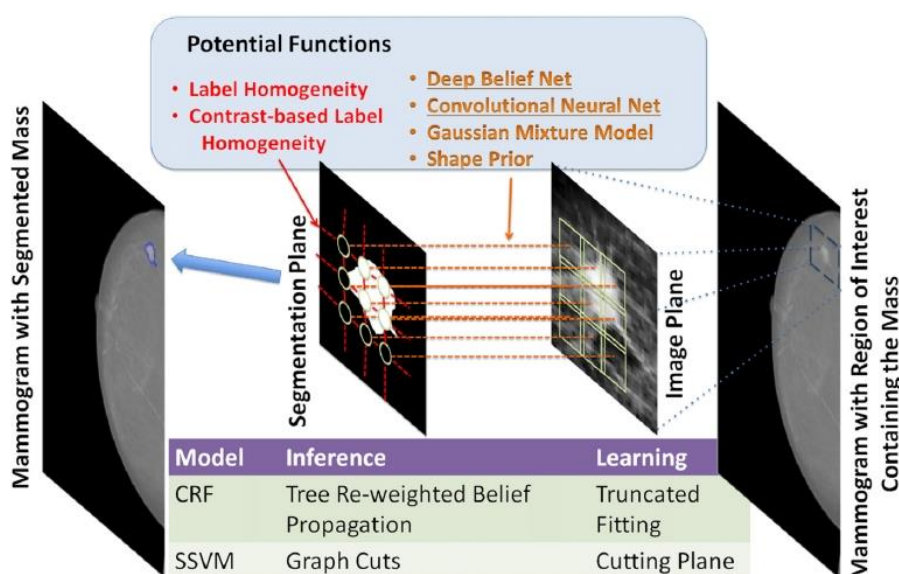 Potential Functions
• Label Homogeneity
• Contrast-based Label
Homogeneity
• Deep Belief Net
• Convolutional Neural Net
• Gaussian Mixture Model
• Shape Prior
Mammogram with Segmented Mass
Segmentation Plane
Image Plane
Mammogram with Region of Interest
Containing the Mass
Model Inference Learning
CRF Tree Re-weighted Belief Truncated
Propagation Fitting
SSVM Graph Cuts Cutting Plane